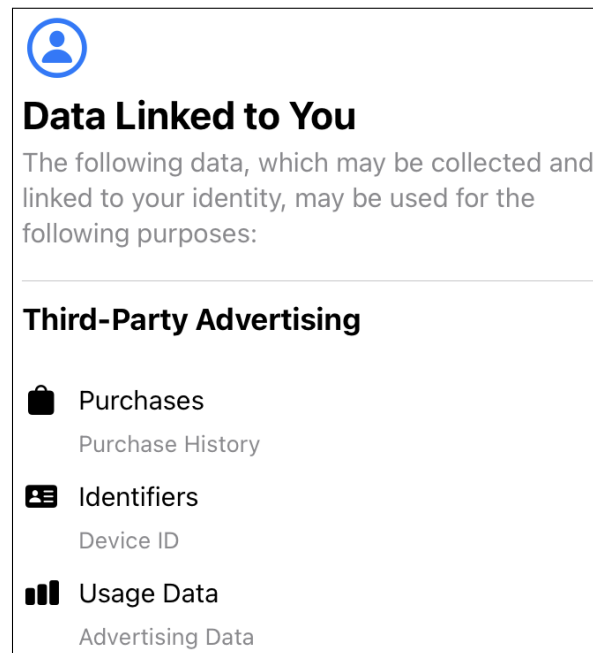 Data Linked to You
The following data, which may be collected and
linked to your identity, may be used for the
following purposes:
Third-Party Advertising
Purchases
Purchase History
Identifiers
Device ID
Usage Data
Advertising Data